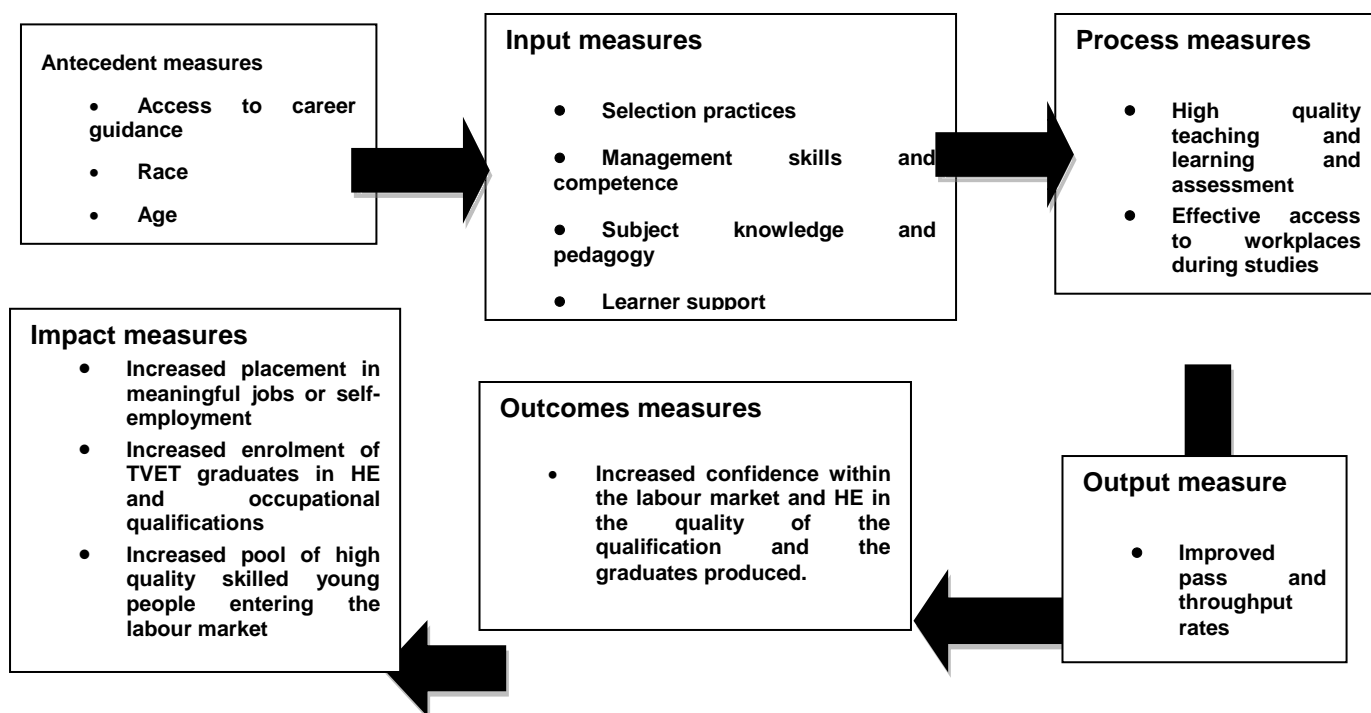 Antecedent measures
• Access to career
guidance
• Race
• Age
Input measures
● Selection practices
● Management skills and
competence
● Subject knowledge and
pedagogy
● Learner support
Process measures
● High quality
teaching and
learning and
assessment
● Effective access
to workplaces
during studies
Output measure
● Improved
pass and
throughput
rates
Outcomes measures
• Increased confidence within
the labour market and HE in
the quality of the
qualification and the
graduates produced.
Impact measures
● Increased placement in
meaningful jobs or self-
employment
● Increased enrolment of
TVET graduates in HE
and occupational
qualifications
● Increased pool of high
quality skilled young
people entering the
labour market